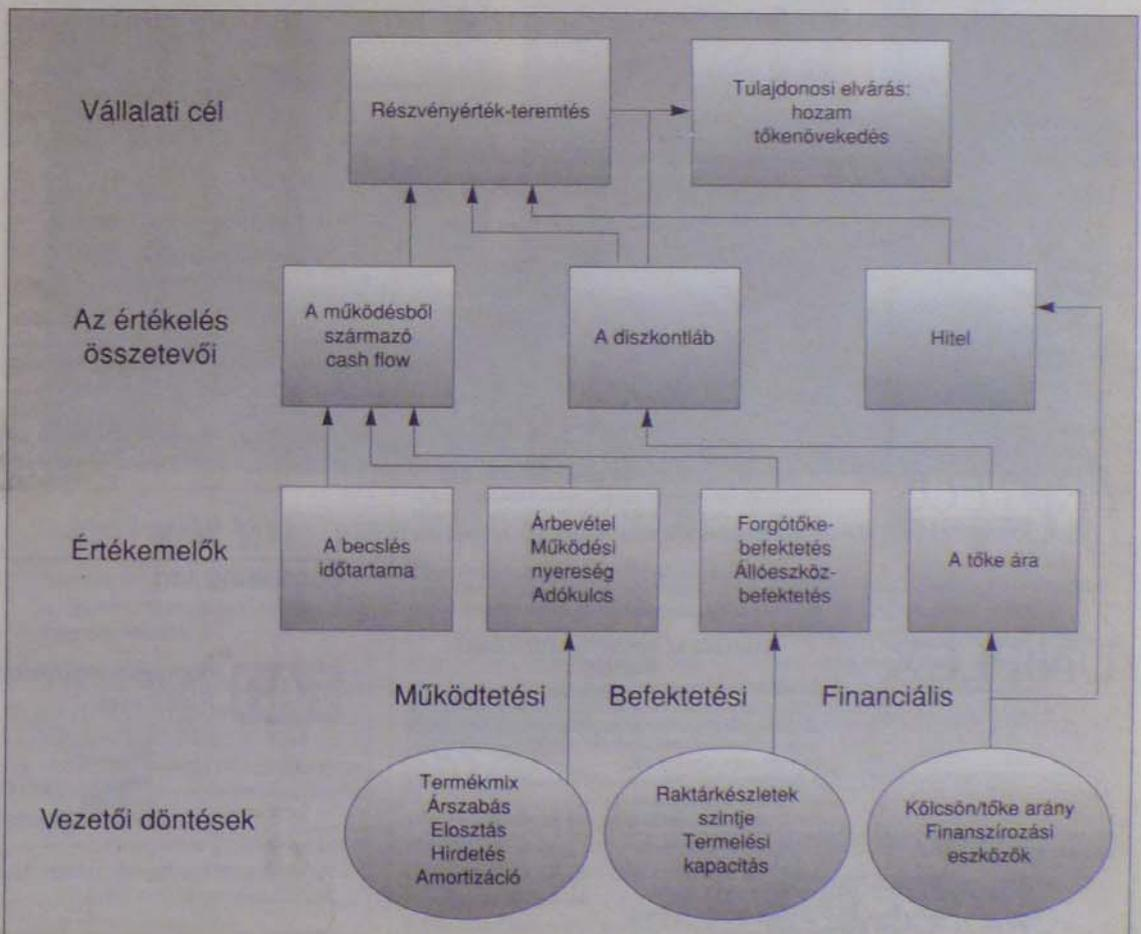 Vállalati cél
Részvényérték-teremtés
Tulajdonosi elvárás:
hozam
tőkenövekedés
Az értékelés
összetevői
A működésből
származó
cash flow
A diszkontláb
Hitel
Értékemelők
A becslés
időtartama
Árbevétel
Működési
nyereség
Adókulcs
Forgótőke-
befektetés
Állóeszköz-
befektetés
A tőke ára
Működtetési
Befektetési
Financiális
Vezetői döntések
Termékmix
Árszabás
Elosztás
Hirdetés
Amortizáció
Raktárkészletek
szintje
Termelési
kapacitás
Kölcsön/tőke arány
Finanszírozási
eszközök